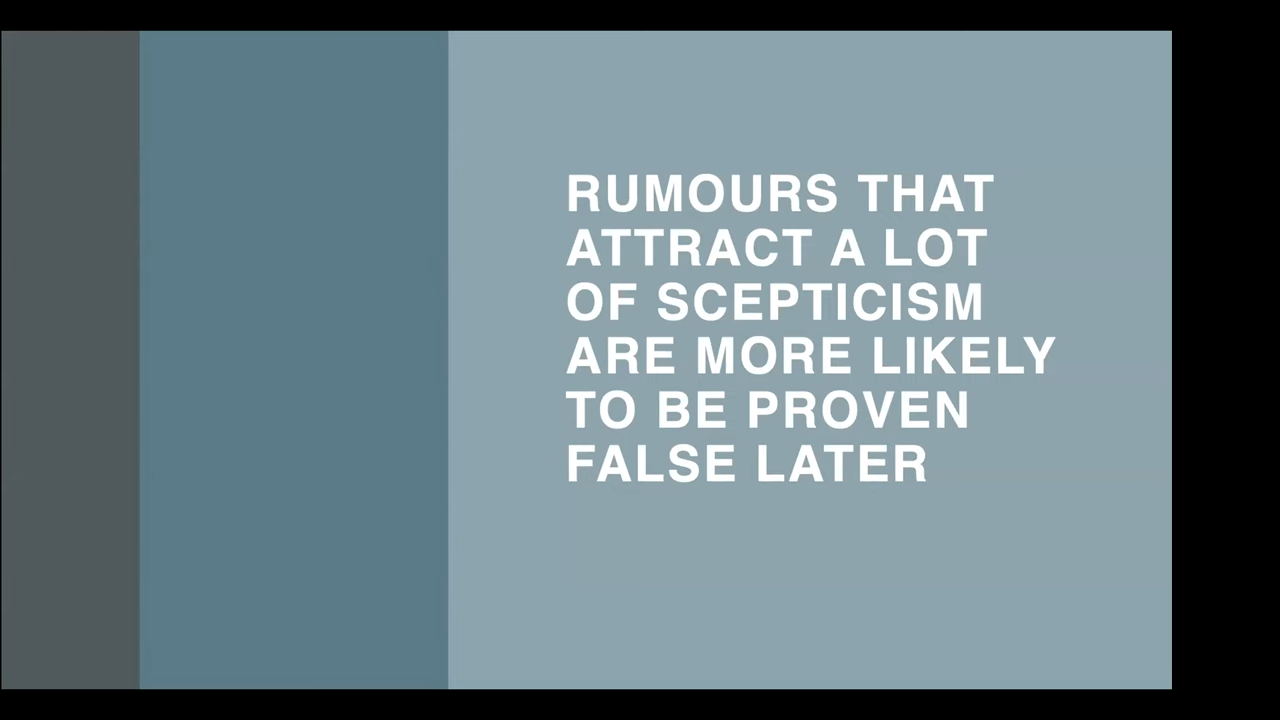 RUMOURS THAT
ATTRACT A LOT
OF SCEPTICISM
ARE MORE LIKELY
TO BE PROVEN
FALSE LATER